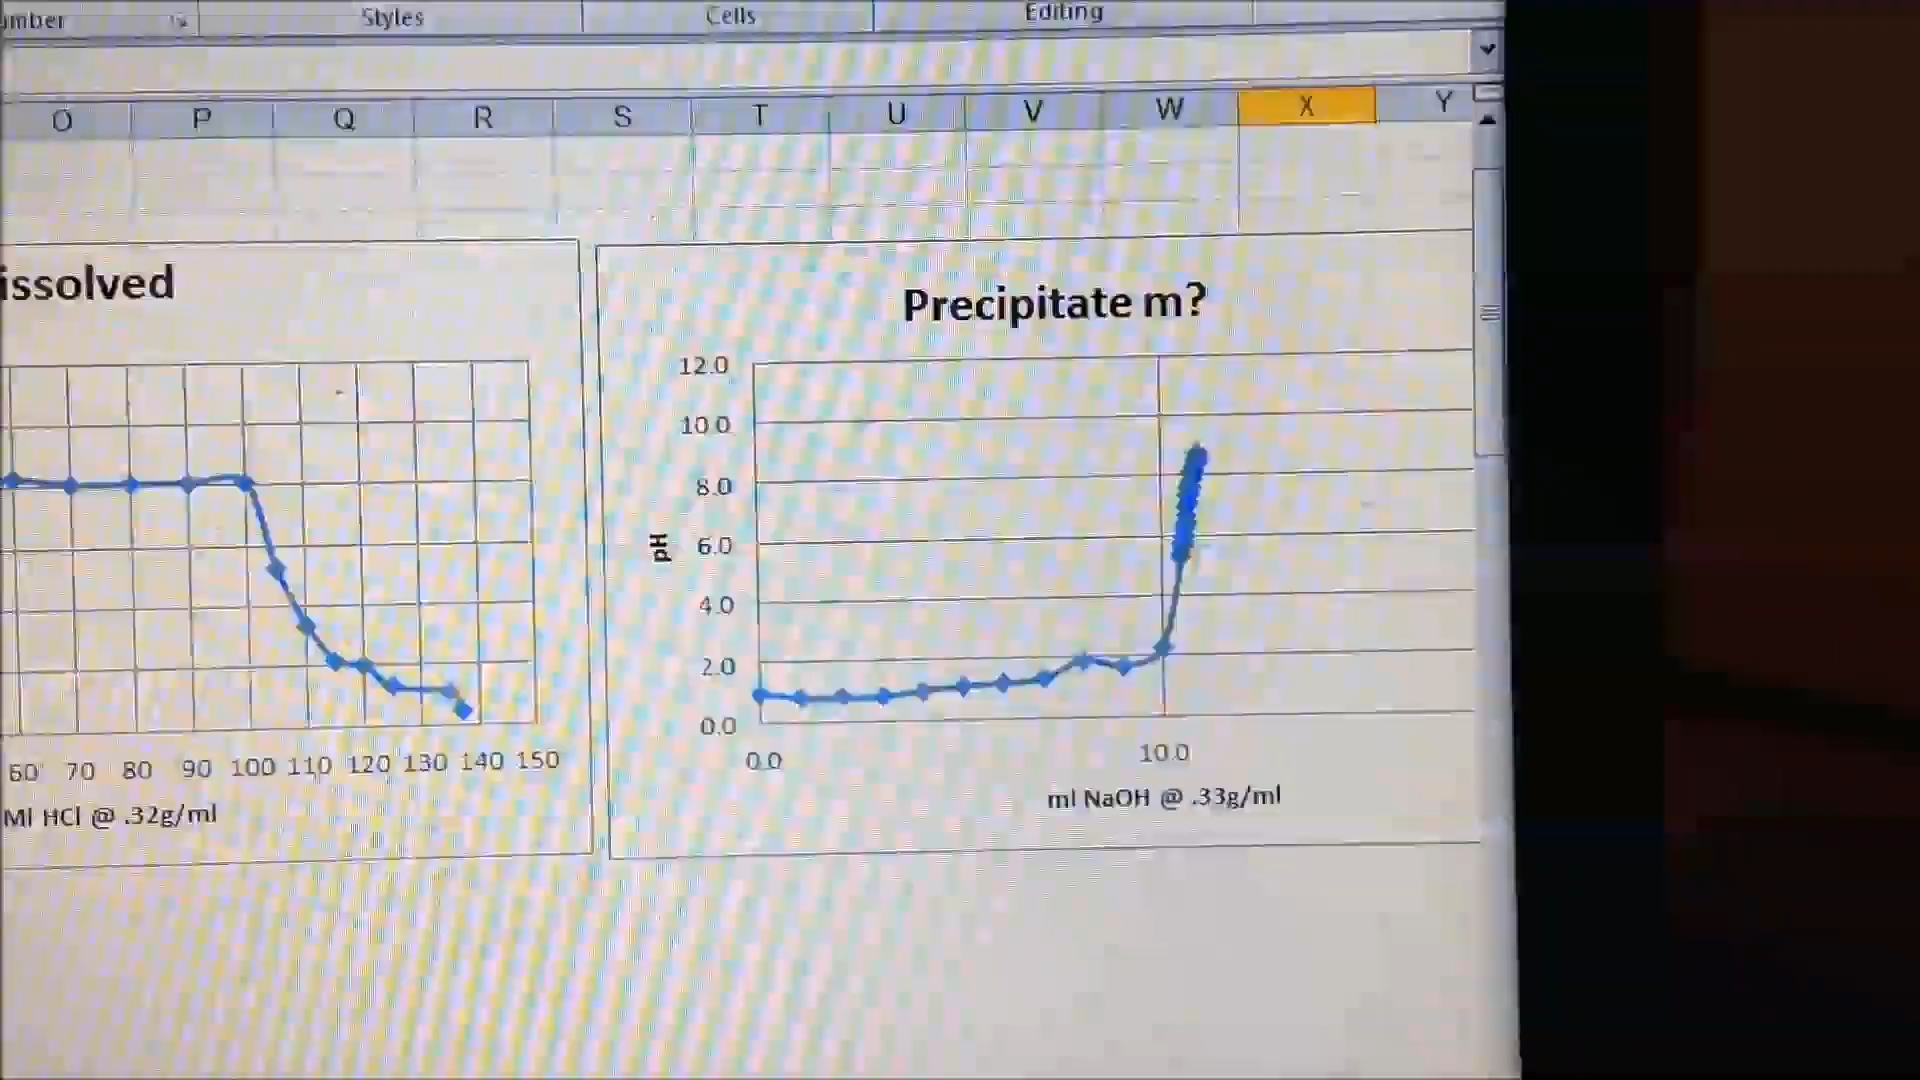 Styles
Cells
Editing
O P Q R S T U V W X Y
issolved
60 70 80 90 100 110 120 130 140 150
Ml HCl @ .32g/ml
Precipitate m?
12.0
10.0
8.0
6.0
4.0
2.0
0.0
pH
0.0 10.0
ml NaOH @ .33g/ml